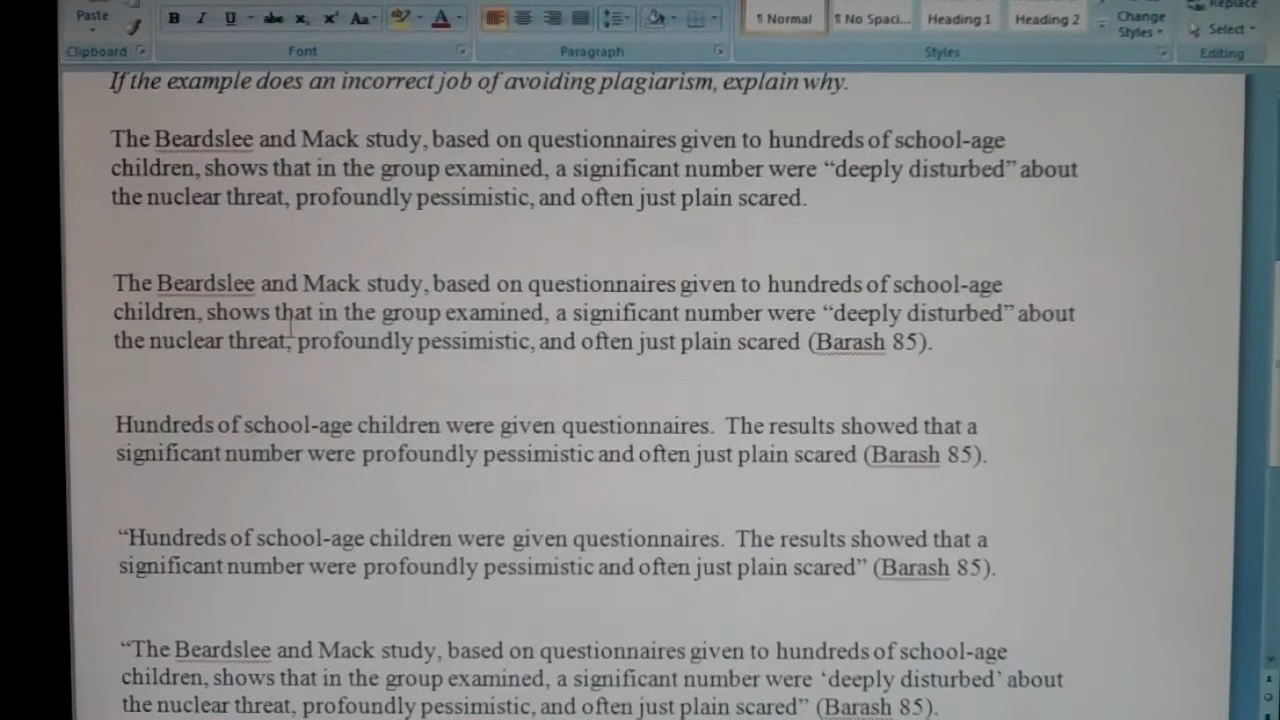 Paste
B I U abc x₂ x² Aa ab A
¶ Normal ¶ No Spaci... Heading 1 Heading 2 Change Styles
Replace
Select
Clipboard Font Paragraph Styles Editing
If the example does an incorrect job of avoiding plagiarism, explain why.
The Beardslee and Mack study, based on questionnaires given to hundreds of school-age
children, shows that in the group examined, a significant number were “deeply disturbed” about
the nuclear threat, profoundly pessimistic, and often just plain scared.
The Beardslee and Mack study, based on questionnaires given to hundreds of school-age
children, shows that in the group examined, a significant number were “deeply disturbed” about
the nuclear threat, profoundly pessimistic, and often just plain scared (Barash 85).
Hundreds of school-age children were given questionnaires. The results showed that a
significant number were profoundly pessimistic and often just plain scared (Barash 85).
“Hundreds of school-age children were given questionnaires. The results showed that a
significant number were profoundly pessimistic and often just plain scared” (Barash 85).
“The Beardslee and Mack study, based on questionnaires given to hundreds of school-age
children, shows that in the group examined, a significant number were ‘deeply disturbed’ about
the nuclear threat, profoundly pessimistic, and often just plain scared” (Barash 85).